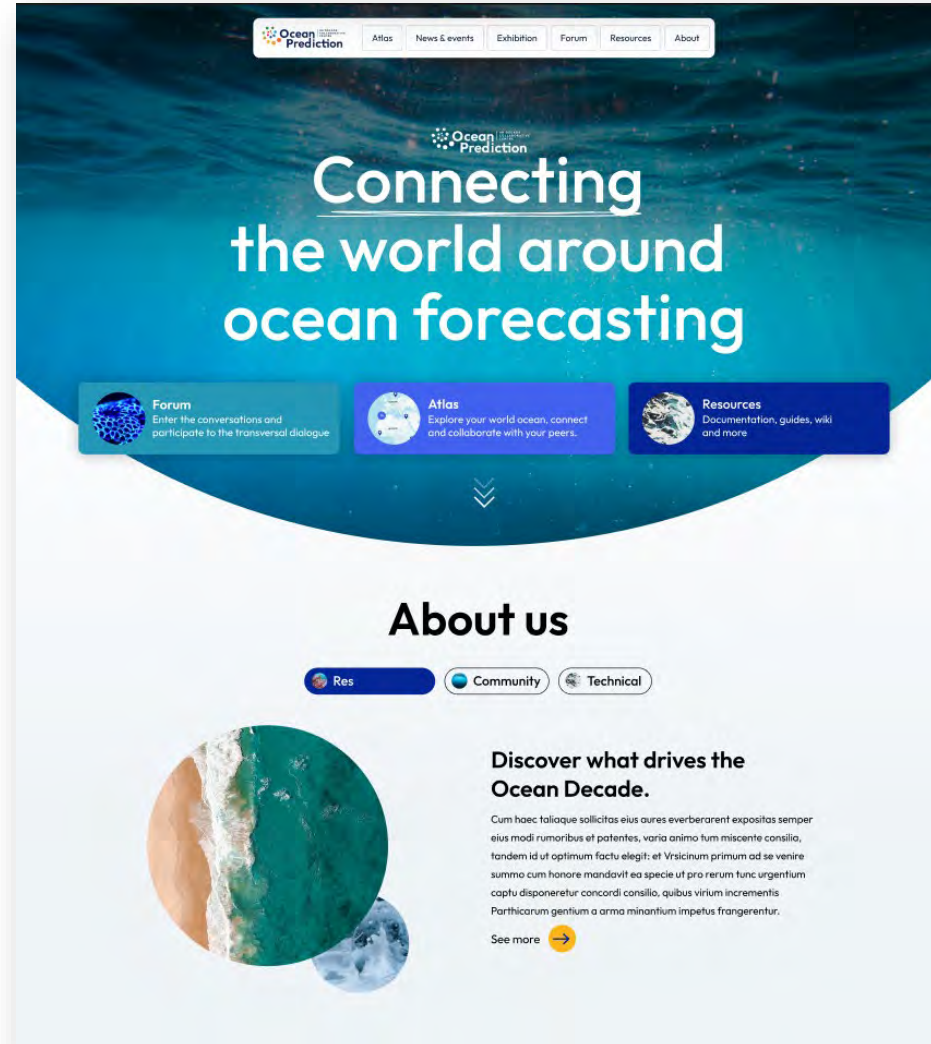 Ocean
Prediction
Atlas
News & events
Exhibition
Forum
Resources
About
Ocean
Prediction
Connecting
the world around
ocean forecasting
Forum
Enter the conversations and
participate to the transversal dialogue
Atlas
Explore your world ocean, connect
and collaborate with your peers.
Resources
Documentation, guides, wiki
and more
About us
Res
Community
Technical
Discover what drives the
Ocean Decade.
Cum haec taliaque sollicitas eius aures everberarent expositas semper
eius modi rumoribus et patentes, varia animo tum miscente consilia,
tandem id ut optimum factu elegit: et Vrsicinum primum ad se venire
summo cum honore mandavit ea specie ut pro rerum tunc urgentium
captu disponeretur concordi consilio, quibus virium incrementis
Parthicarum gentium a arma minantium impetus frangerentur.
See more